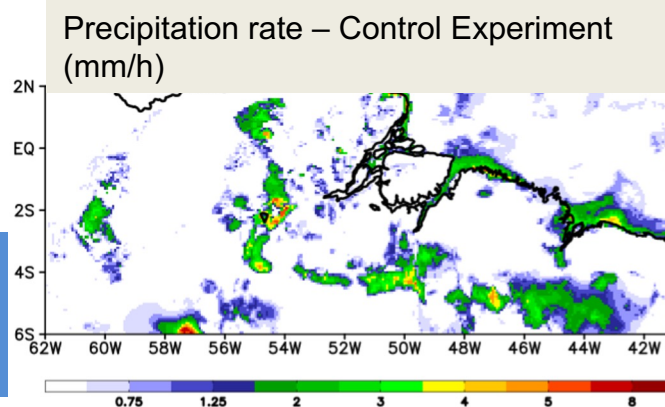 Precipitation rate – Control Experiment
(mm/h)
2N
EQ
2S
4S
6S
62W 60W 58W 56W 54W 52W 50W 48W 46W 44W 42W
0.75 1.25 2 3 4 5 8